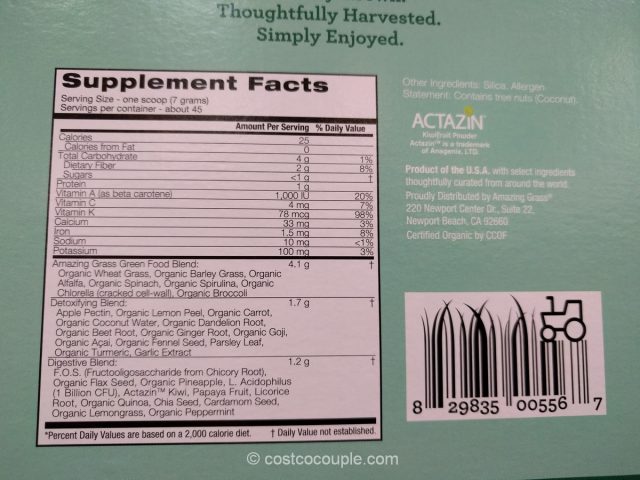 Thoughtfully Harvested.
Simply Enjoyed.
Supplement Facts
Serving Size - one scoop (7 grams)
Servings per container - about 45
Amount Per Serving % Daily Value
Calories 25
Calories from Fat 0
Total Carbohydrate 4 g 1%
Dietary Fiber 2 g 8%
Sugars <1 g †
Protein 1 g
Vitamin A (as beta carotene) 1,000 IU 20%
Vitamin C 4 mg 7%
Vitamin K 78 mcg 98%
Calcium 33 mg 3%
Iron 1.5 mg 8%
Sodium 10 mg <1%
Potassium 100 mg 3%
Amazing Grass Green Food Blend: 4.1 g †
Organic Wheat Grass, Organic Barley Grass, Organic
Alfalfa, Organic Spinach, Organic Spirulina, Organic
Chlorella (cracked cell-wall), Organic Broccoli
Detoxifying Blend: 1.7 g †
Apple Pectin, Organic Lemon Peel, Organic Carrot,
Organic Coconut Water, Organic Dandelion Root,
Organic Beet Root, Organic Ginger Root, Organic Goji,
Organic Açai, Organic Fennel Seed, Parsley Leaf,
Organic Turmeric, Garlic Extract
Digestive Blend: 1.2 g †
F.O.S. (Fructooligosaccharide from Chicory Root),
Organic Flax Seed, Organic Pineapple, L. Acidophilus
(1 Billion CFU), Actazin™ Kiwi, Papaya Fruit, Licorice
Root, Organic Quinoa, Chia Seed, Cardamom Seed,
Organic Lemongrass, Organic Peppermint
*Percent Daily Values are based on a 2,000 calorie diet. † Daily Value not established.
Other Ingredients: Silica. Allergen
Statement: Contains tree nuts (Coconut).
ACTAZIN
Kiwifruit Powder
Actazin™ is a trademark
of Anagenix, LTD.
Product of the U.S.A. with select ingredients
thoughtfully curated from around the world.
Proudly Distributed by Amazing Grass®
220 Newport Center Dr., Suite 22,
Newport Beach, CA 92660
Certified Organic by CCOF
8 29835 00556 7
© costcocouple.com